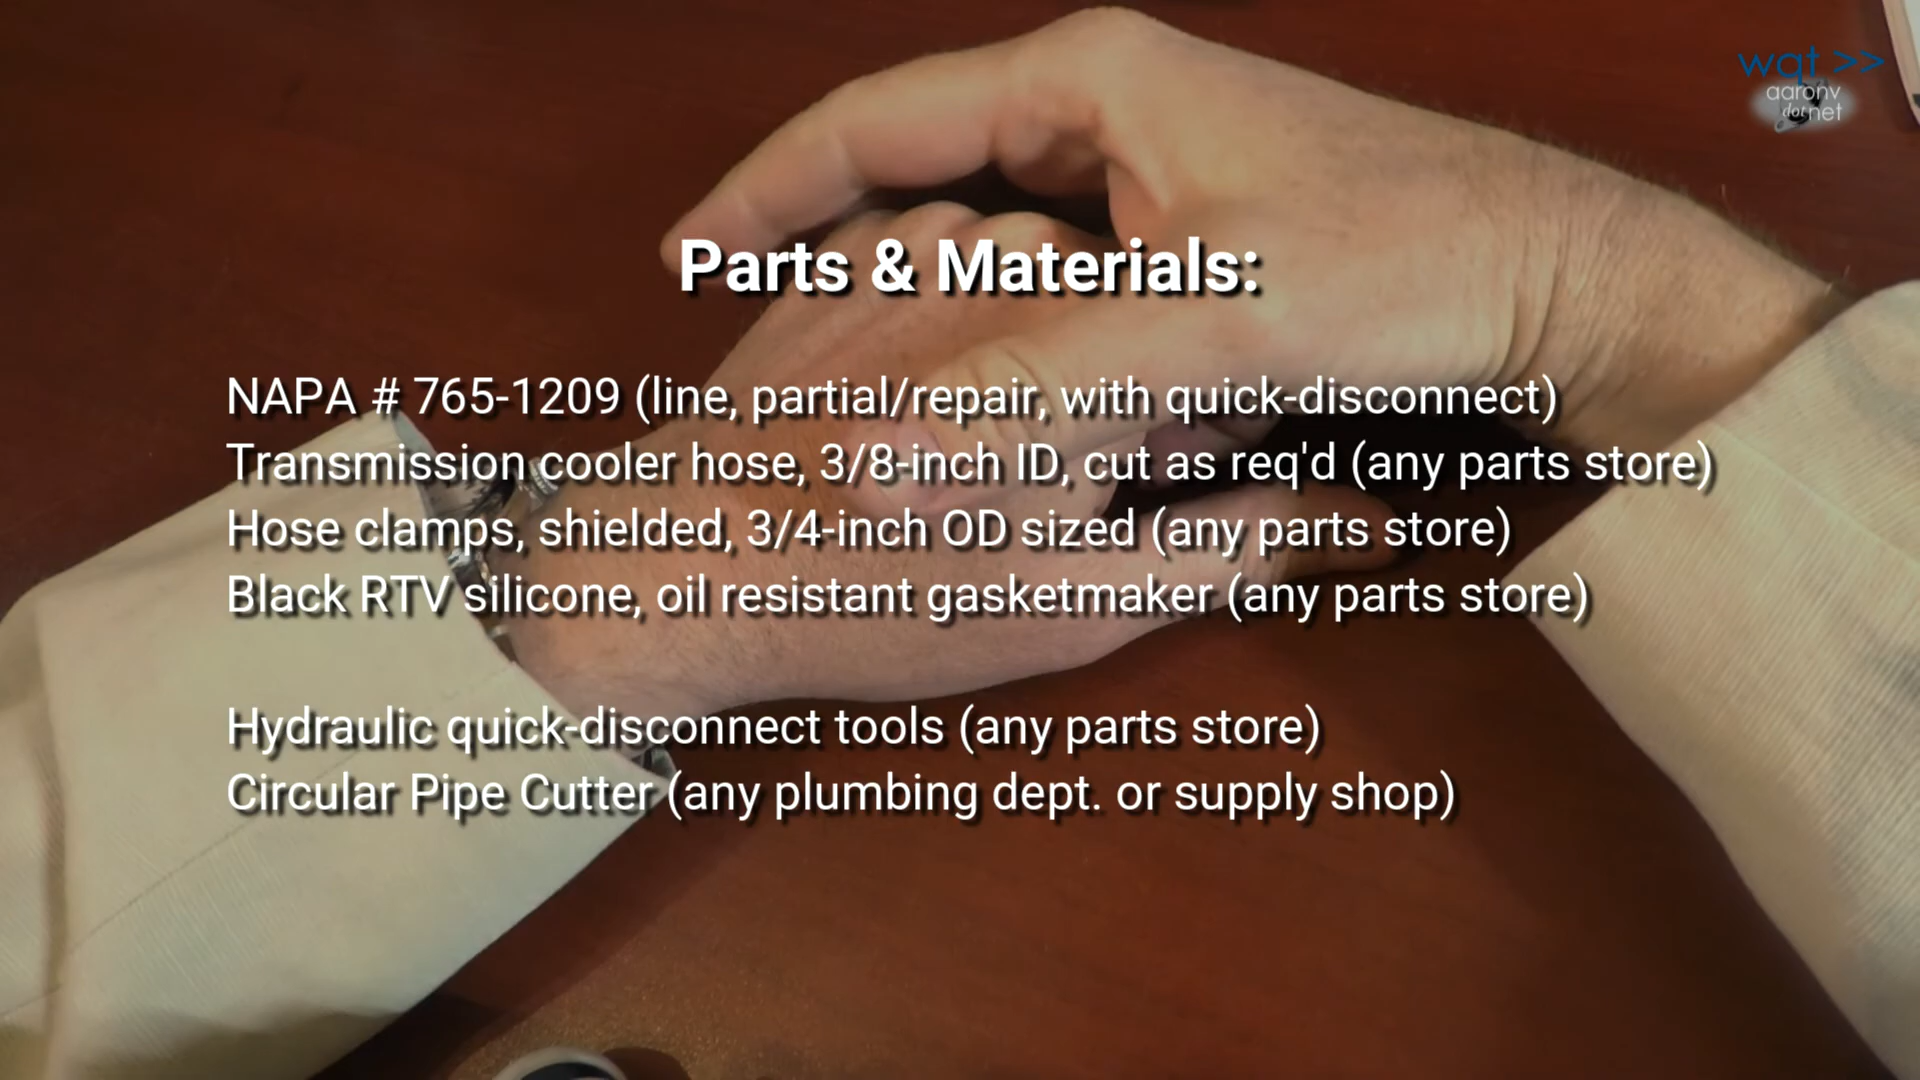 wqt >>
aaronv
dotnet
Parts & Materials:
NAPA # 765-1209 (line, partial/repair, with quick-disconnect)
Transmission cooler hose, 3/8-inch ID, cut as req'd (any parts store)
Hose clamps, shielded, 3/4-inch OD sized (any parts store)
Black RTV silicone, oil resistant gasketmaker (any parts store)
Hydraulic quick-disconnect tools (any parts store)
Circular Pipe Cutter (any plumbing dept. or supply shop)